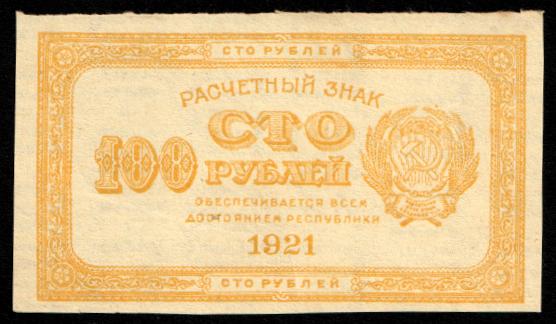 СТО РУБЛЕЙ
РАСЧЕТНЫЙ ЗНАК
СТО
100 РУБЛЕЙ
ОБЕСПЕЧИВАЕТСЯ ВСЕМ
ДОСТОЯНИЕМ РЕСПУБЛИКИ
1921
СТО РУБЛЕЙ